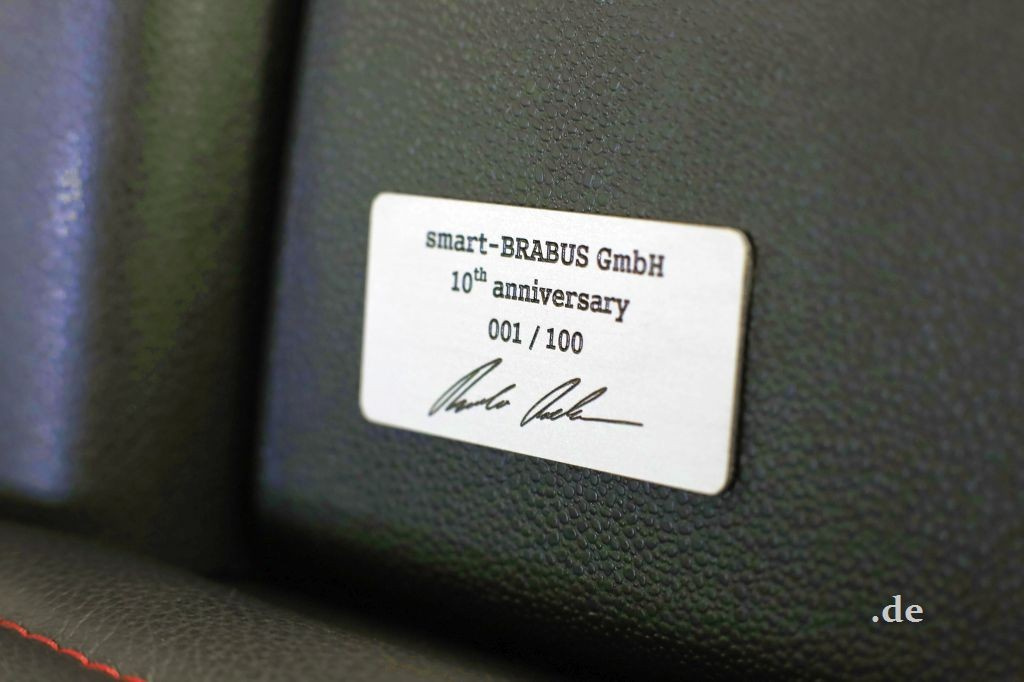 smart-BRABUS GmbH
10th anniversary
001 / 100
.de